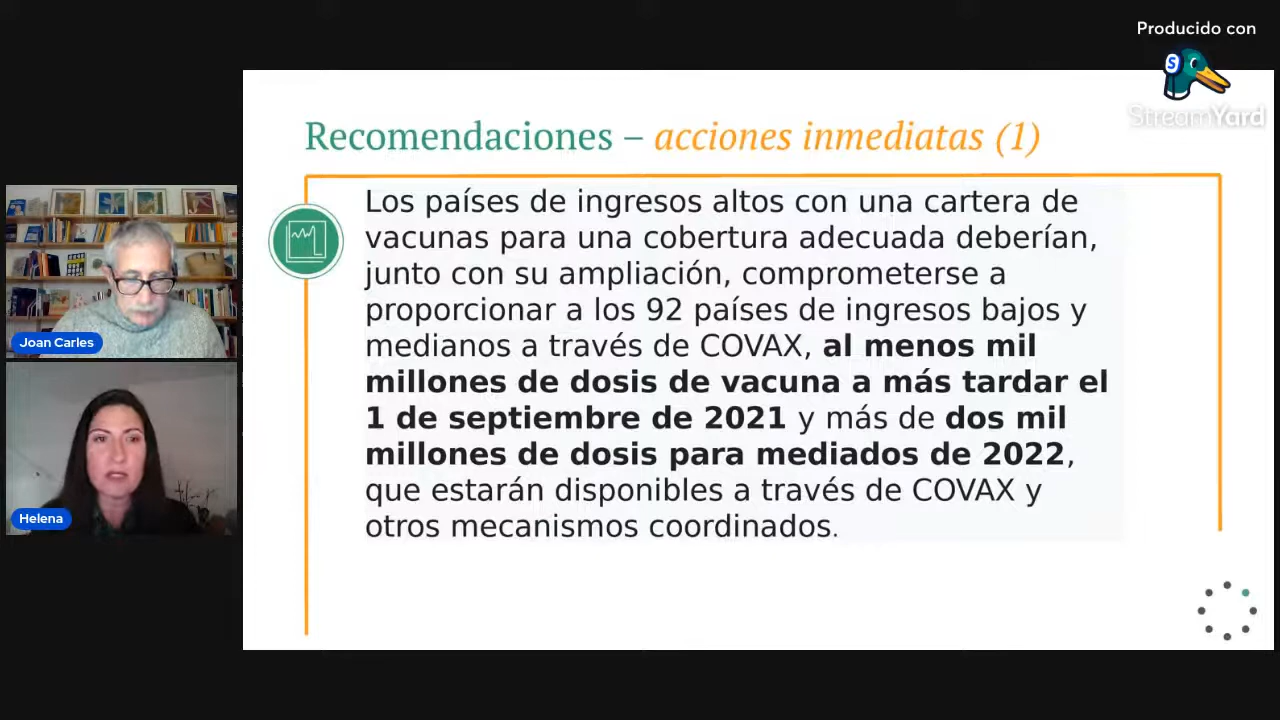 Producido con
StreamYard
Recomendaciones – acciones inmediatas (1)
Los países de ingresos altos con una cartera de
vacunas para una cobertura adecuada deberían,
junto con su ampliación, comprometerse a
proporcionar a los 92 países de ingresos bajos y
medianos a través de COVAX, al menos mil
millones de dosis de vacuna a más tardar el
1 de septiembre de 2021 y más de dos mil
millones de dosis para mediados de 2022,
que estarán disponibles a través de COVAX y
otros mecanismos coordinados.
Joan Carles
Helena